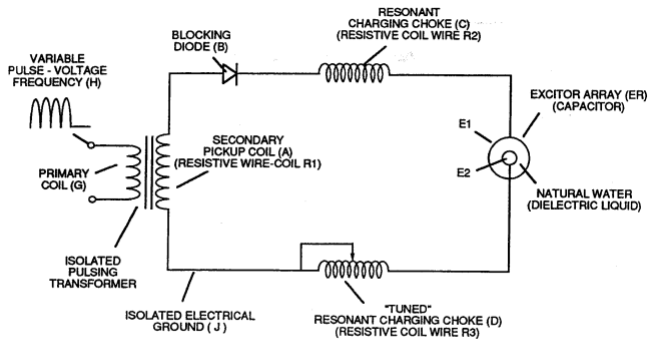 RESONANT
CHARGING CHOKE (C)
(RESISTIVE COIL WIRE R2)
BLOCKING
DIODE (B)
VARIABLE
PULSE - VOLTAGE
FREQUENCY (H)
EXCITOR ARRAY (ER)
(CAPACITOR)
E1
SECONDARY
PICKUP COIL (A)
(RESISTIVE WIRE-COIL R1)
E2
PRIMARY
COIL (G)
NATURAL WATER
(DIELECTRIC LIQUID)
ISOLATED
PULSING
TRANSFORMER
ISOLATED ELECTRICAL
GROUND ( J )
"TUNED"
RESONANT CHARGING CHOKE (D)
(RESISTIVE COIL WIRE R3)